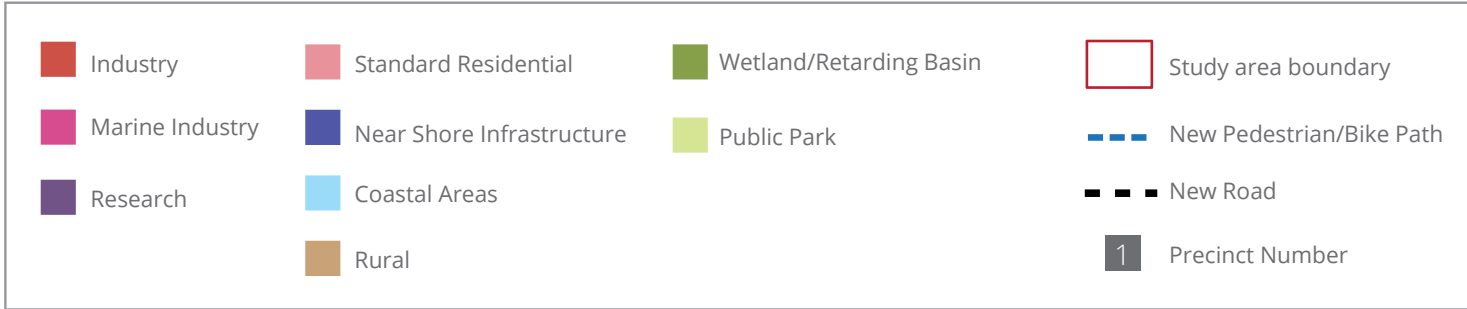 Industry
Marine Industry
Research
Standard Residential
Near Shore Infrastructure
Coastal Areas
Rural
Wetland/Retarding Basin
Public Park
Study area boundary
New Pedestrian/Bike Path
New Road
1 Precinct Number